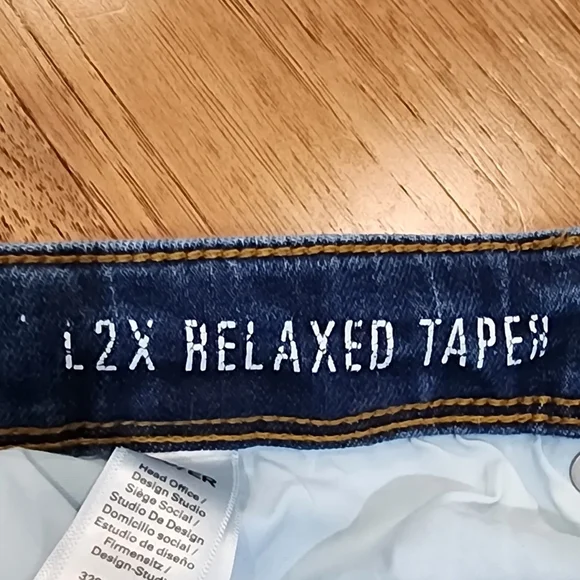 L2X RELAXED TAPER
Head Office /
Design Studio
Siège Social /
Studio De Design
Domicilio social /
Estudio de diseño
Firmensitz /
Design-Studio